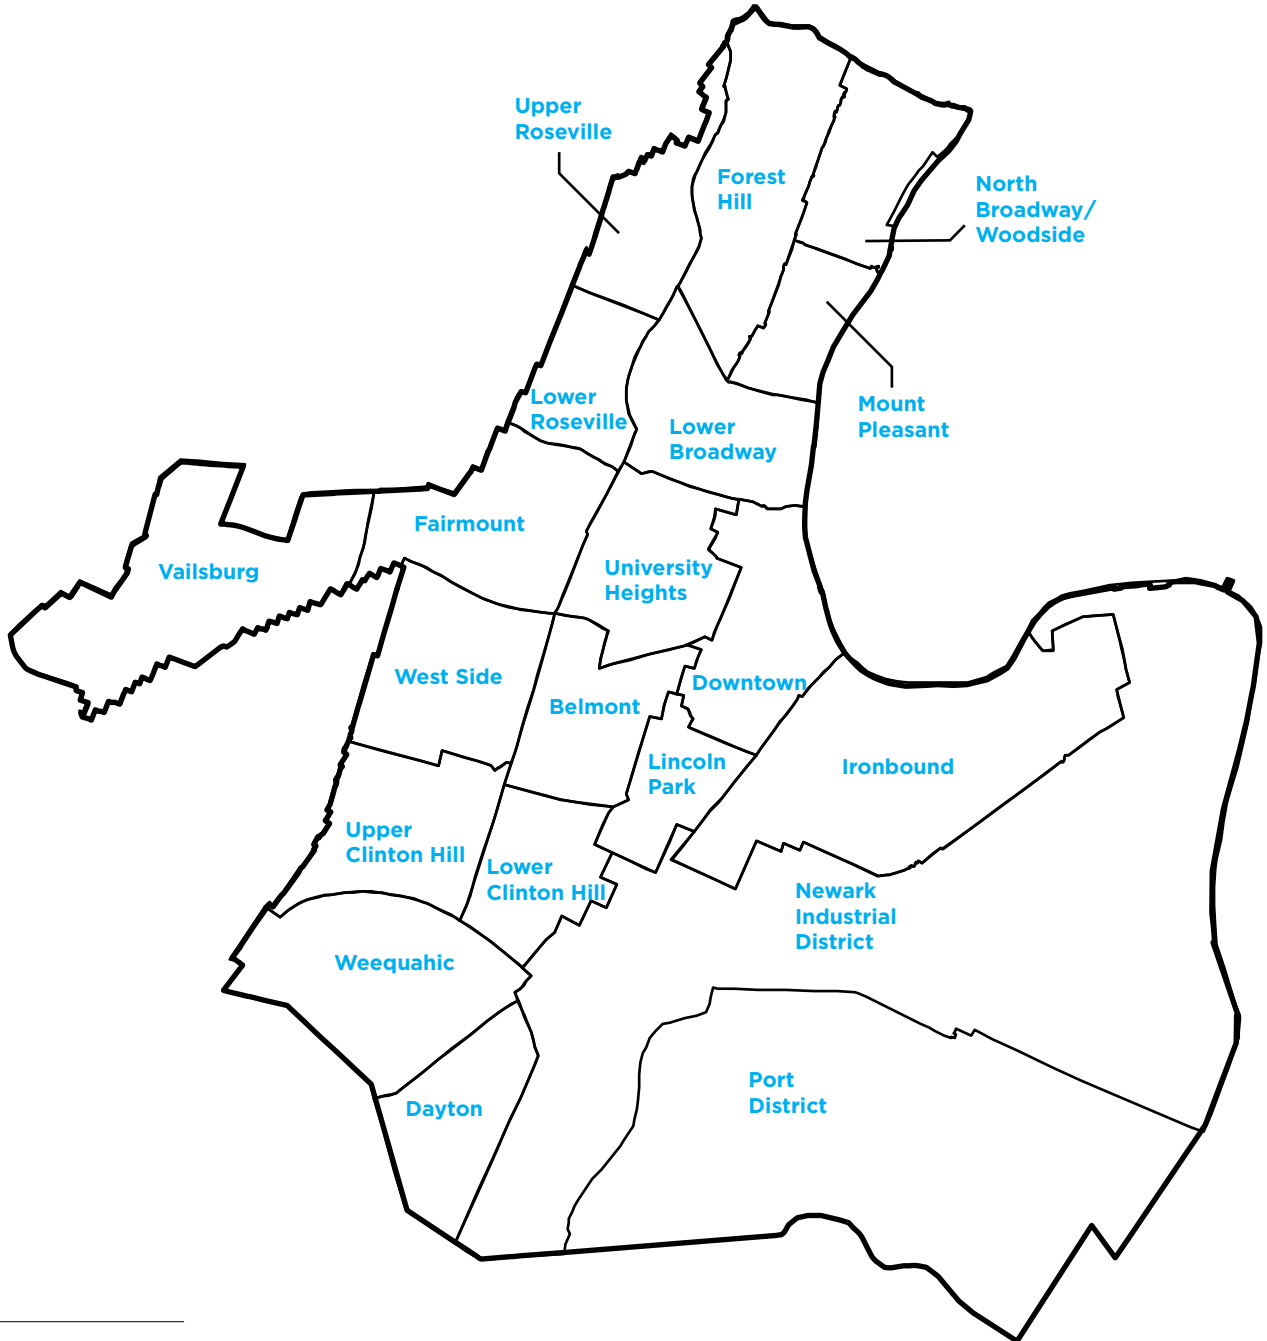 Upper
Roseville
Forest
Hill
North
Broadway/
Woodside
Lower
Roseville
Mount
Pleasant
Lower
Broadway
Fairmount
Vailsburg
University
Heights
West Side
Downtown
Belmont
Lincoln
Park
Ironbound
Upper
Clinton Hill
Lower
Clinton Hill
Newark
Industrial
District
Weequahic
Port
District
Dayton